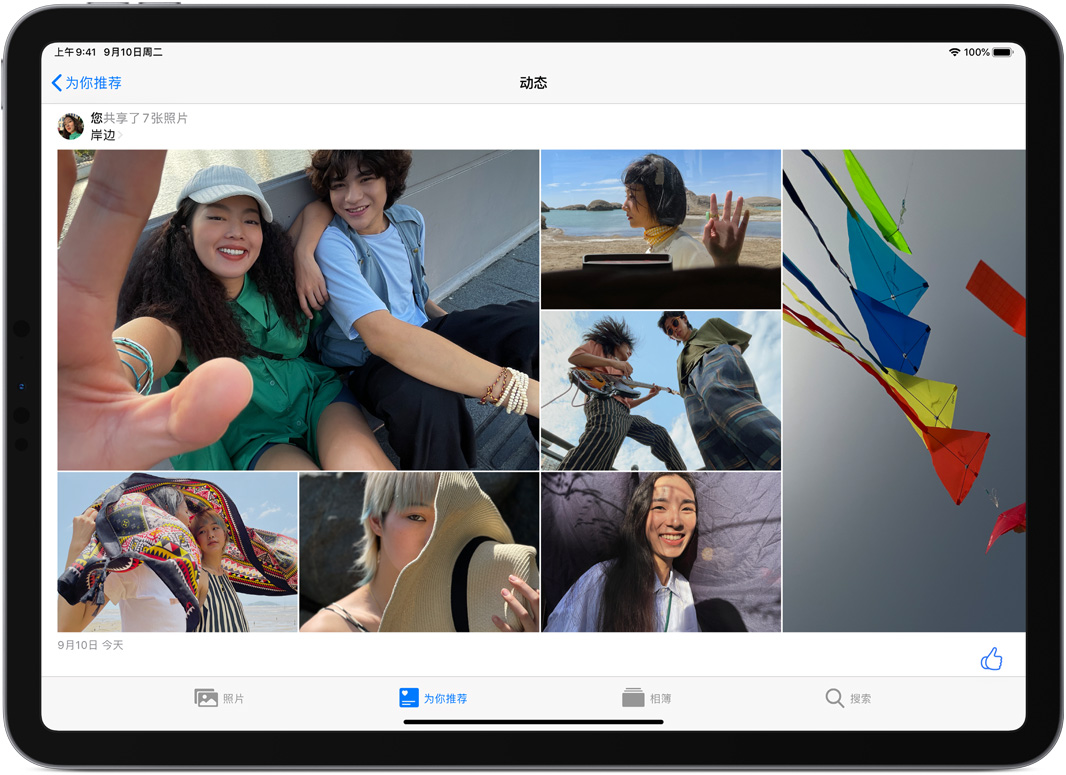 上午9:41 9月10日周二
100%
为你推荐
动态
您共享了7张照片
岸边
9月10日 今天
照片
为你推荐
相簿
搜索